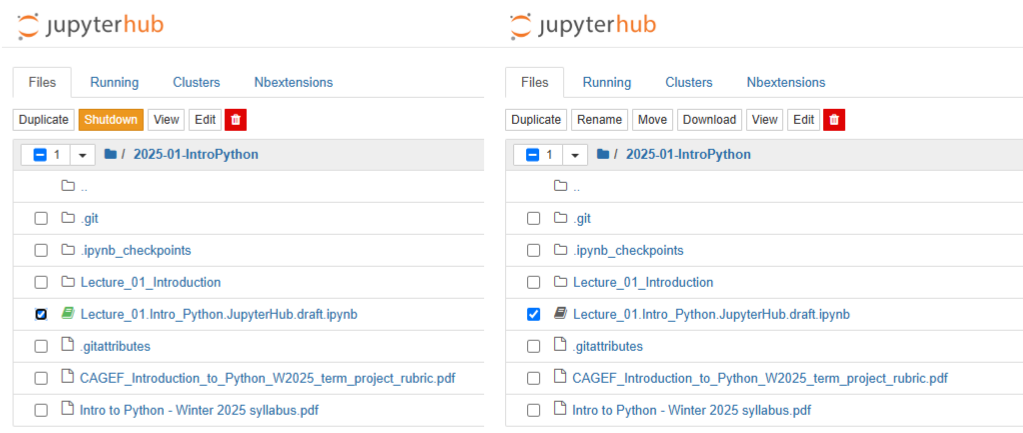 jupyterhub
Files Running Clusters Nbextensions
Duplicate Shutdown View Edit
1 / 2025-01-IntroPython
..
.git
.ipynb_checkpoints
Lecture_01_Introduction
Lecture_01.Intro_Python.JupyterHub.draft.ipynb
.gitattributes
CAGEF_Introduction_to_Python_W2025_term_project_rubric.pdf
Intro to Python - Winter 2025 syllabus.pdf
jupyterhub
Files Running Clusters Nbextensions
Duplicate Rename Move Download View Edit
1 / 2025-01-IntroPython
..
.git
.ipynb_checkpoints
Lecture_01_Introduction
Lecture_01.Intro_Python.JupyterHub.draft.ipynb
.gitattributes
CAGEF_Introduction_to_Python_W2025_term_project_rubric.pdf
Intro to Python - Winter 2025 syllabus.pdf